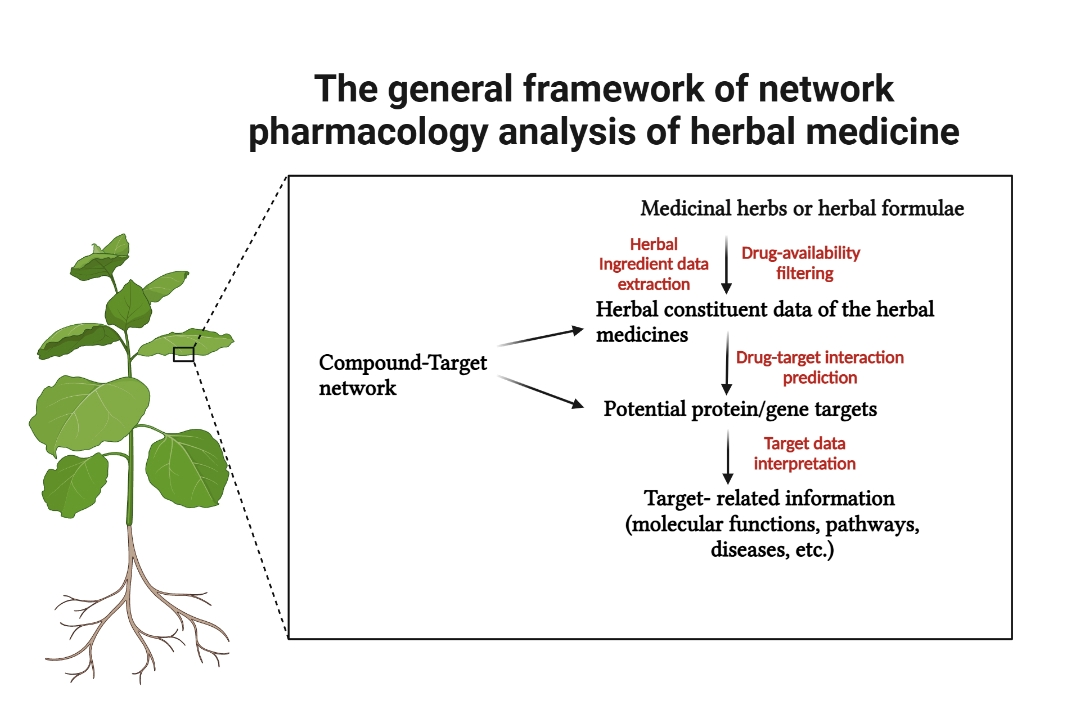 The general framework of network
pharmacology analysis of herbal medicine
Medicinal herbs or herbal formulae
Herbal
Ingredient data
extraction
Drug-availability
filtering
Herbal constituent data of the herbal
medicines
Compound-Target
network
Drug-target interaction
prediction
Potential protein/gene targets
Target data
interpretation
Target- related information
(molecular functions, pathways,
diseases, etc.)